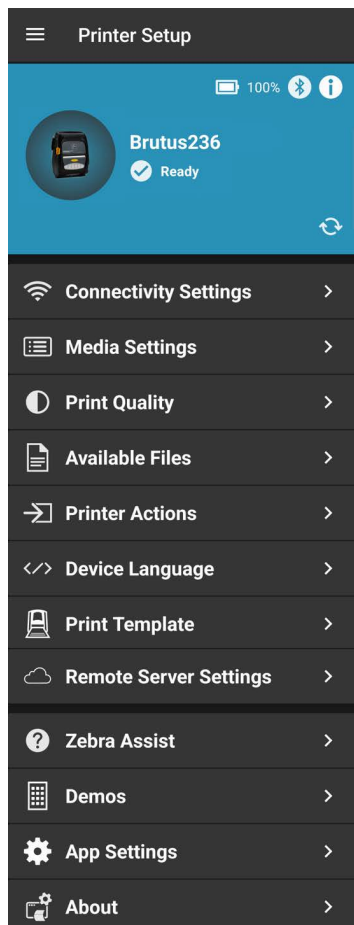 Printer Setup
100%
Brutus236
Ready
Connectivity Settings
Media Settings
Print Quality
Available Files
Printer Actions
Device Language
Print Template
Remote Server Settings
Zebra Assist
Demos
App Settings
About